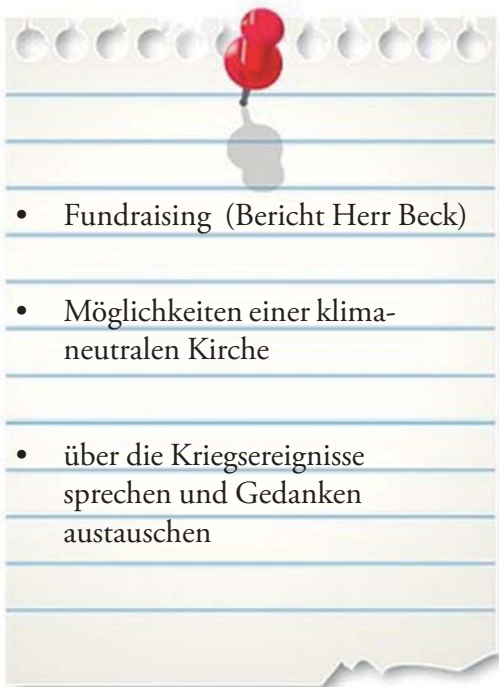 • Fundraising (Bericht Herr Beck)
• Möglichkeiten einer klima-
neutralen Kirche
• über die Kriegsereignisse
sprechen und Gedanken
austauschen